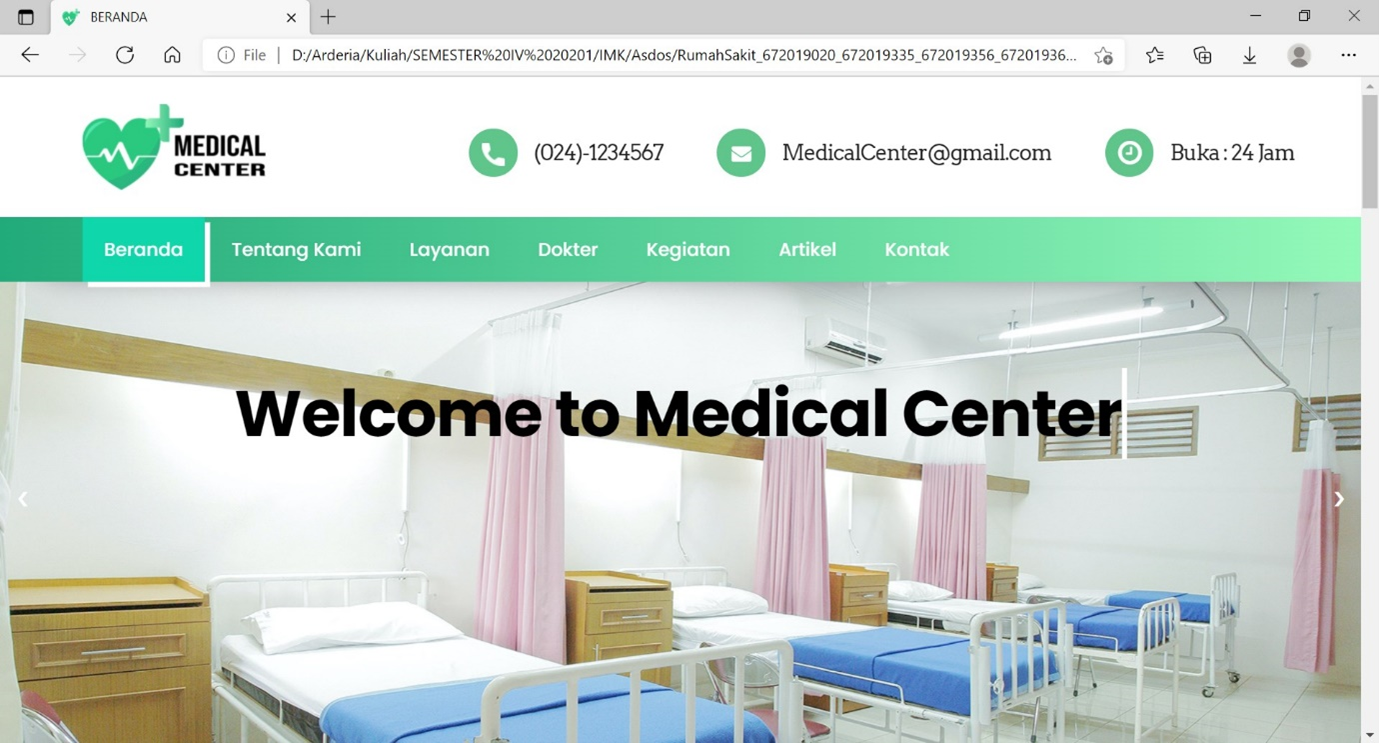 BERANDA
File | D:/Arderia/Kuliah/SEMESTER%20IV%2020201/IMK/Asdos/RumahSakit_672019020_672019335_672019356_67201936...
MEDICAL
CENTER
(024)-1234567
MedicalCenter@gmail.com
Buka : 24 Jam
Beranda Tentang Kami Layanan Dokter Kegiatan Artikel Kontak
Welcome to Medical Center